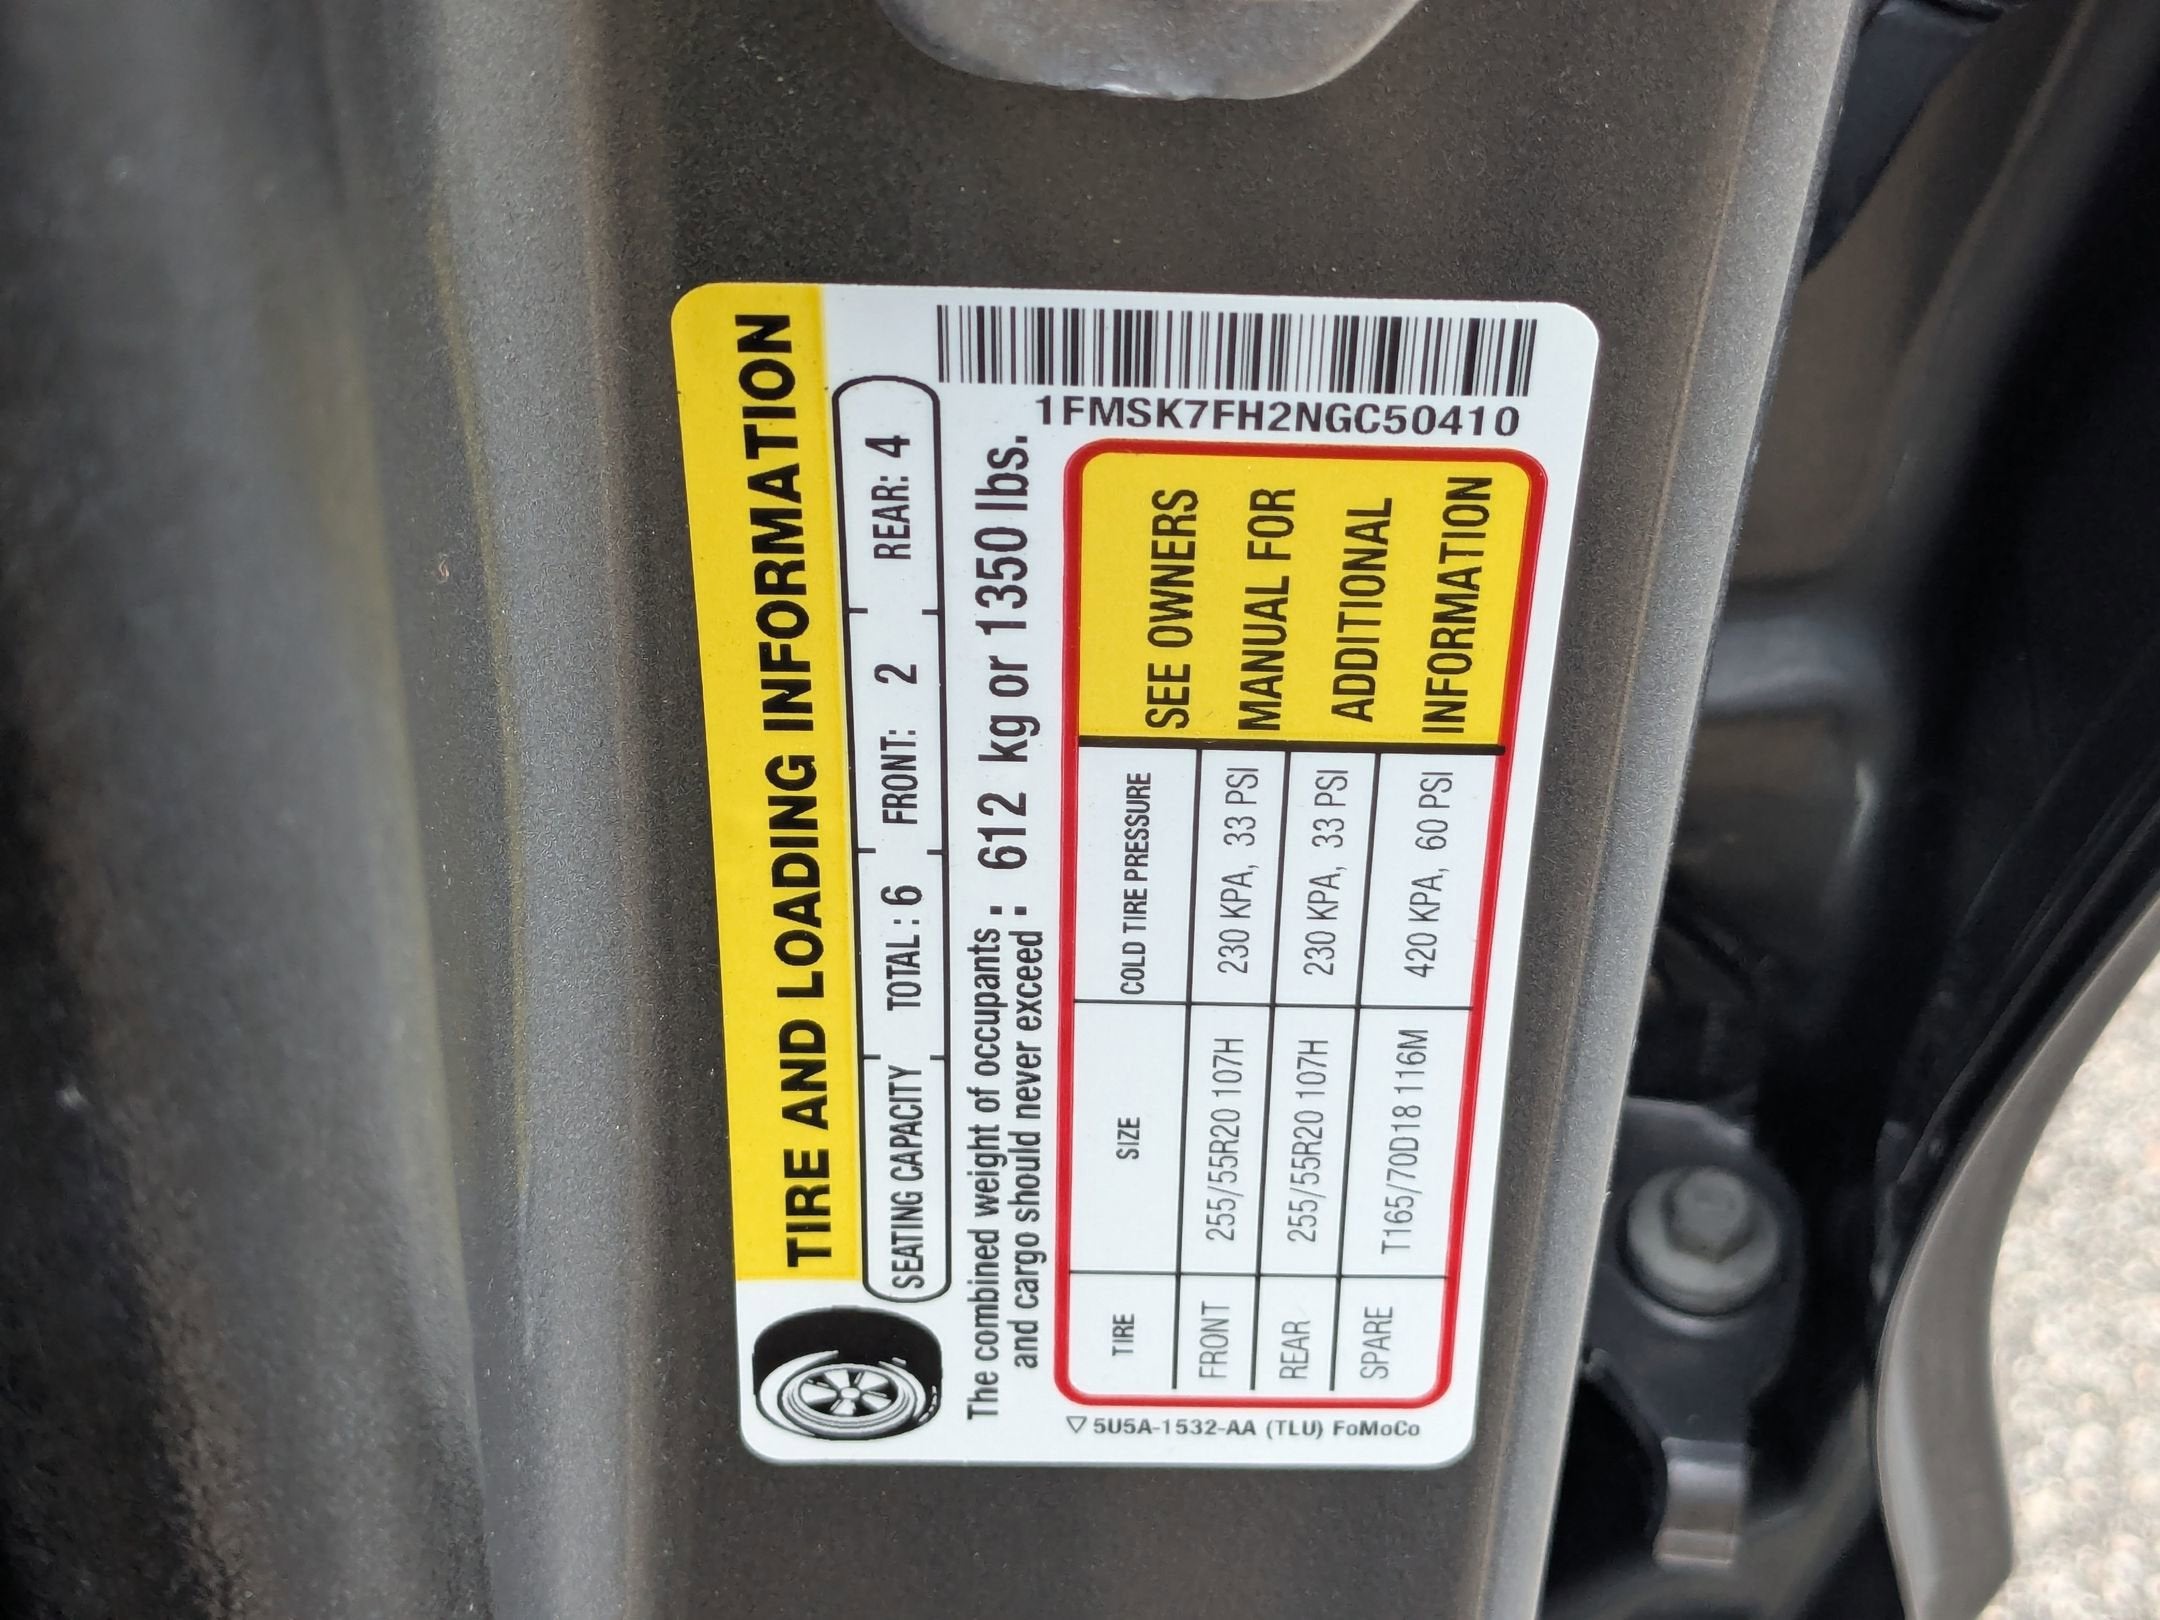 TIRE AND LOADING INFORMATION
SEATING CAPACITY TOTAL : 6 FRONT: 2 REAR: 4
The combined weight of occupants :
and cargo should never exceed : 612 kg or 1350 lbs.
1FMSK7FH2NGC50410
TIRE SIZE COLD TIRE PRESSURE
FRONT 255/55R20 107H 230 KPA, 33 PSI
REAR 255/55R20 107H 230 KPA, 33 PSI
SPARE T165/70D18 116M 420 KPA, 60 PSI
SEE OWNERS
MANUAL FOR
ADDITIONAL
INFORMATION
▽ 5U5A-1532-AA (TLU) FoMoCo